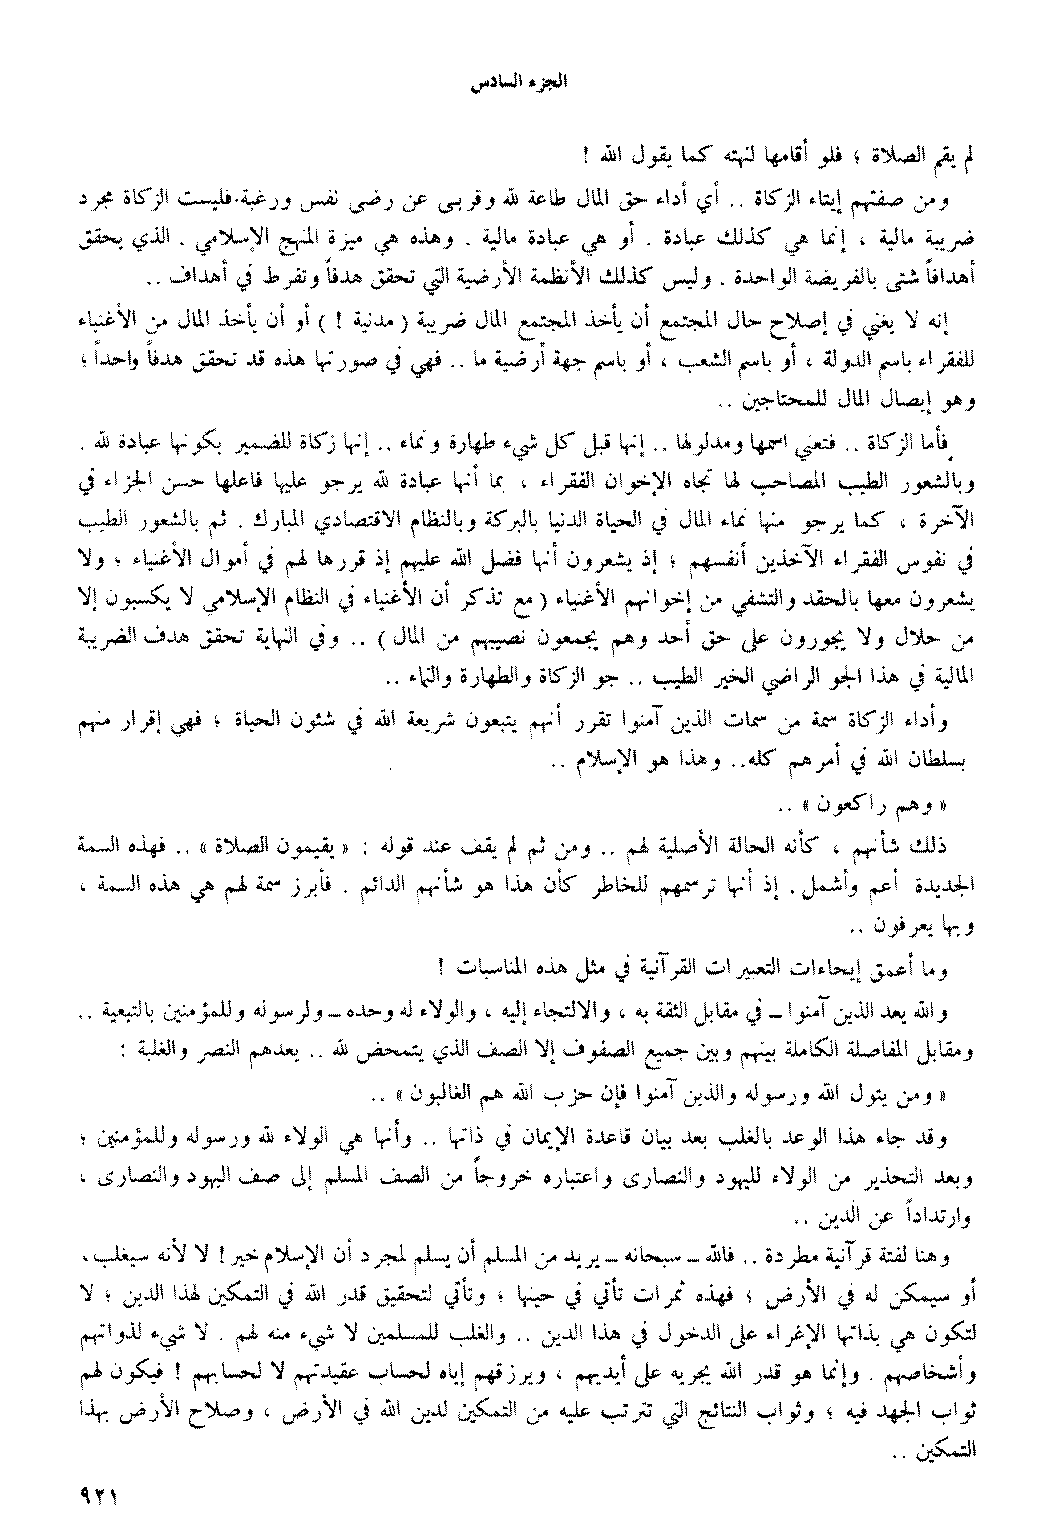 الجزء السادس
لم يقم الصلاة ؛ فلو أقامها لنهته كما يقول الله !
ومن صفتهم إيتاء الزكاة .. أي أداء حق المال طاعة لله وقربى عن رضى نفس ورغبة. فليست الزكاة مجرد
ضريبة مالية ، إنما هي كذلك عبادة . أو هي عبادة مالية . وهذه هي ميزة المنهج الإسلامي . الذي يحقق
أهدافاً شتى بالفريضة الواحدة . وليس كذلك الأنظمة الأرضية التي تحقق هدفاً وتفرط في أهداف ..
إنه لا يغني في إصلاح حال المجتمع أن يأخذ المجتمع المال ضريبة ( مدنية ! ) أو أن يأخذ المال من الأغنياء
للفقراء باسم الدولة ، أو باسم الشعب ، أو باسم جهة أرضية ما .. فهي في صورتها هذه قد تحقق هدفاً واحداً ؛
وهو إيصال المال للمحتاجين ..
فأما الزكاة .. فتعني اسمها ومدلولها .. إنها قبل كل شيء طهارة ونماء .. إنها زكاة للضمير بكونها عبادة لله .
وبالشعور الطيب المصاحب لها تجاه الإخوان الفقراء ، بما أنها عبادة لله يرجو عليها فاعلها حسن الجزاء في
الآخرة ، كما يرجو منها نماء المال في الحياة الدنيا بالبركة وبالنظام الاقتصادي المبارك . ثم بالشعور الطيب
في نفوس الفقراء الآخذين أنفسهم ؛ إذ يشعرون أنها فضل الله عليهم إذ قررها لهم في أموال الأغنياء ؛ ولا
يشعرون معها بالحقد والتشفي من إخوانهم الأغنياء ( مع تذكر أن الأغنياء في النظام الإسلامي لا يكسبون إلا
من حلال ولا يجورون على حق أحد وهم يجمعون نصيبهم من المال ) .. وفي النهاية تحقق هدف الضريبة
المالية في هذا الجو الراضي الخير الطيب .. جو الزكاة والطهارة والنماء ..
وأداء الزكاة سمة من سمات الذين آمنوا تقرر أنهم يتبعون شريعة الله في شئون الحياة ؛ فهي إقرار منهم
بسلطان الله في أمرهم كله.. وهذا هو الإسلام ..
« وهم راكعون » ..
ذلك شأنهم ، كأنه الحالة الأصلية لهم .. ومن ثم لم يقف عند قوله : « يقيمون الصلاة » .. فهذه السمة
الجديدة أعم وأشمل . إذ أنها ترسمهم للخاطر كأن هذا هو شأنهم الدائم . فأبرز سمة لهم هي هذه السمة ،
وبها يعرفون ..
وما أعمق إيحاءات التعبيرات القرآنية في مثل هذه المناسبات !
والله يعد الذين آمنوا ــ في مقابل الثقة به ، والالتجاء إليه ، والولاء له وحده ــ ولرسوله وللمؤمنين بالتبعية ..
ومقابل المفاصلة الكاملة بينهم وبين جميع الصفوف إلا الصف الذي يتمحض لله .. يعدهم النصر والغلبة :
« ومن يتول الله ورسوله والذين آمنوا فإن حزب الله هم الغالبون » ..
وقد جاء هذا الوعد بالغلب بعد بيان قاعدة الإيمان في ذاتها .. وأنها هي الولاء لله ورسوله وللمؤمنين ؛
وبعد التحذير من الولاء لليهود والنصارى واعتباره خروجاً من الصف المسلم إلى صف اليهود والنصارى ،
وارتداداً عن الدين ..
وهنا لفتة قرآنية مطردة .. فالله ــ سبحانه ــ يريد من المسلم أن يسلم لمجرد أن الإسلام خير ! لا لأنه سيغلب ،
أو سيمكن له في الأرض ؛ فهذه ثمرات تأتي في حينها ؛ وتأتي لتحقيق قدر الله في التمكين لهذا الدين ؛ لا
لتكون هي بذاتها الإغراء على الدخول في هذا الدين .. والغلب للمسلمين لا شيء منه لهم . لا شيء لذواتهم
وأشخاصهم . وإنما هو قدر الله يجريه على أيديهم ، ويرزقهم إياه لحساب عقيدتهم لا لحسابهم ! فيكون لهم
ثواب الجهد فيه ؛ وثواب النتائج التي تترتب عليه من التمكين لدين الله في الأرض ، وصلاح الأرض بهذا
التمكين ..
٩٢١